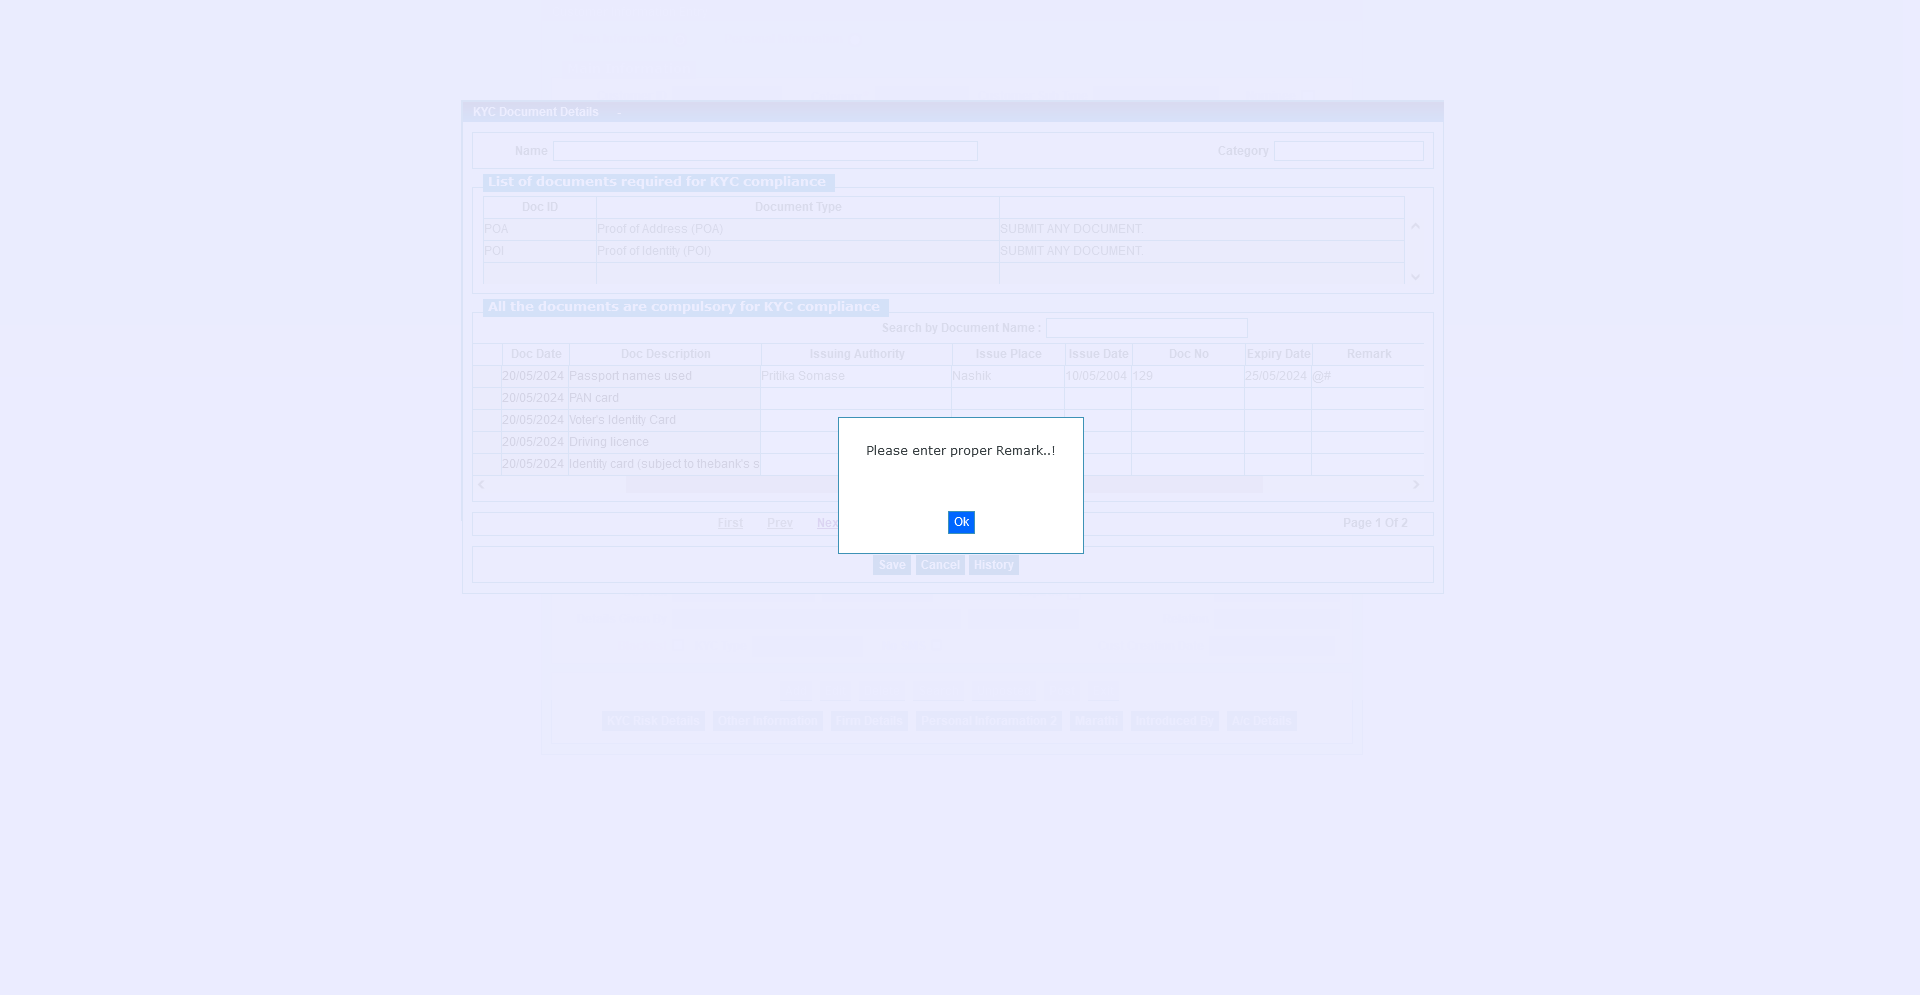 KYC Document Details -
Name
Category
List of documents required for KYC compliance
Doc ID Document Type
POA Proof of Address (POA) SUBMIT ANY DOCUMENT.
POI Proof of Identity (POI) SUBMIT ANY DOCUMENT.
All the documents are compulsory for KYC compliance
Search by Document Name :
Doc Date Doc Description Issuing Authority Issue Place Issue Date Doc No Expiry Date Remark
20/05/2024 Passport names used Pritika Somase Nashik 10/05/2004 129 25/05/2024 @#
20/05/2024 PAN card
20/05/2024 Voter's Identity Card
20/05/2024 Driving licence
20/05/2024 Identity card (subject to thebank's s
Please enter proper Remark..!
Ok
First Prev Nex Page 1 Of 2
Save Cancel History
KYC Risk Details Other Information Firm Details Personal Information 2 Introduced By A/c Details